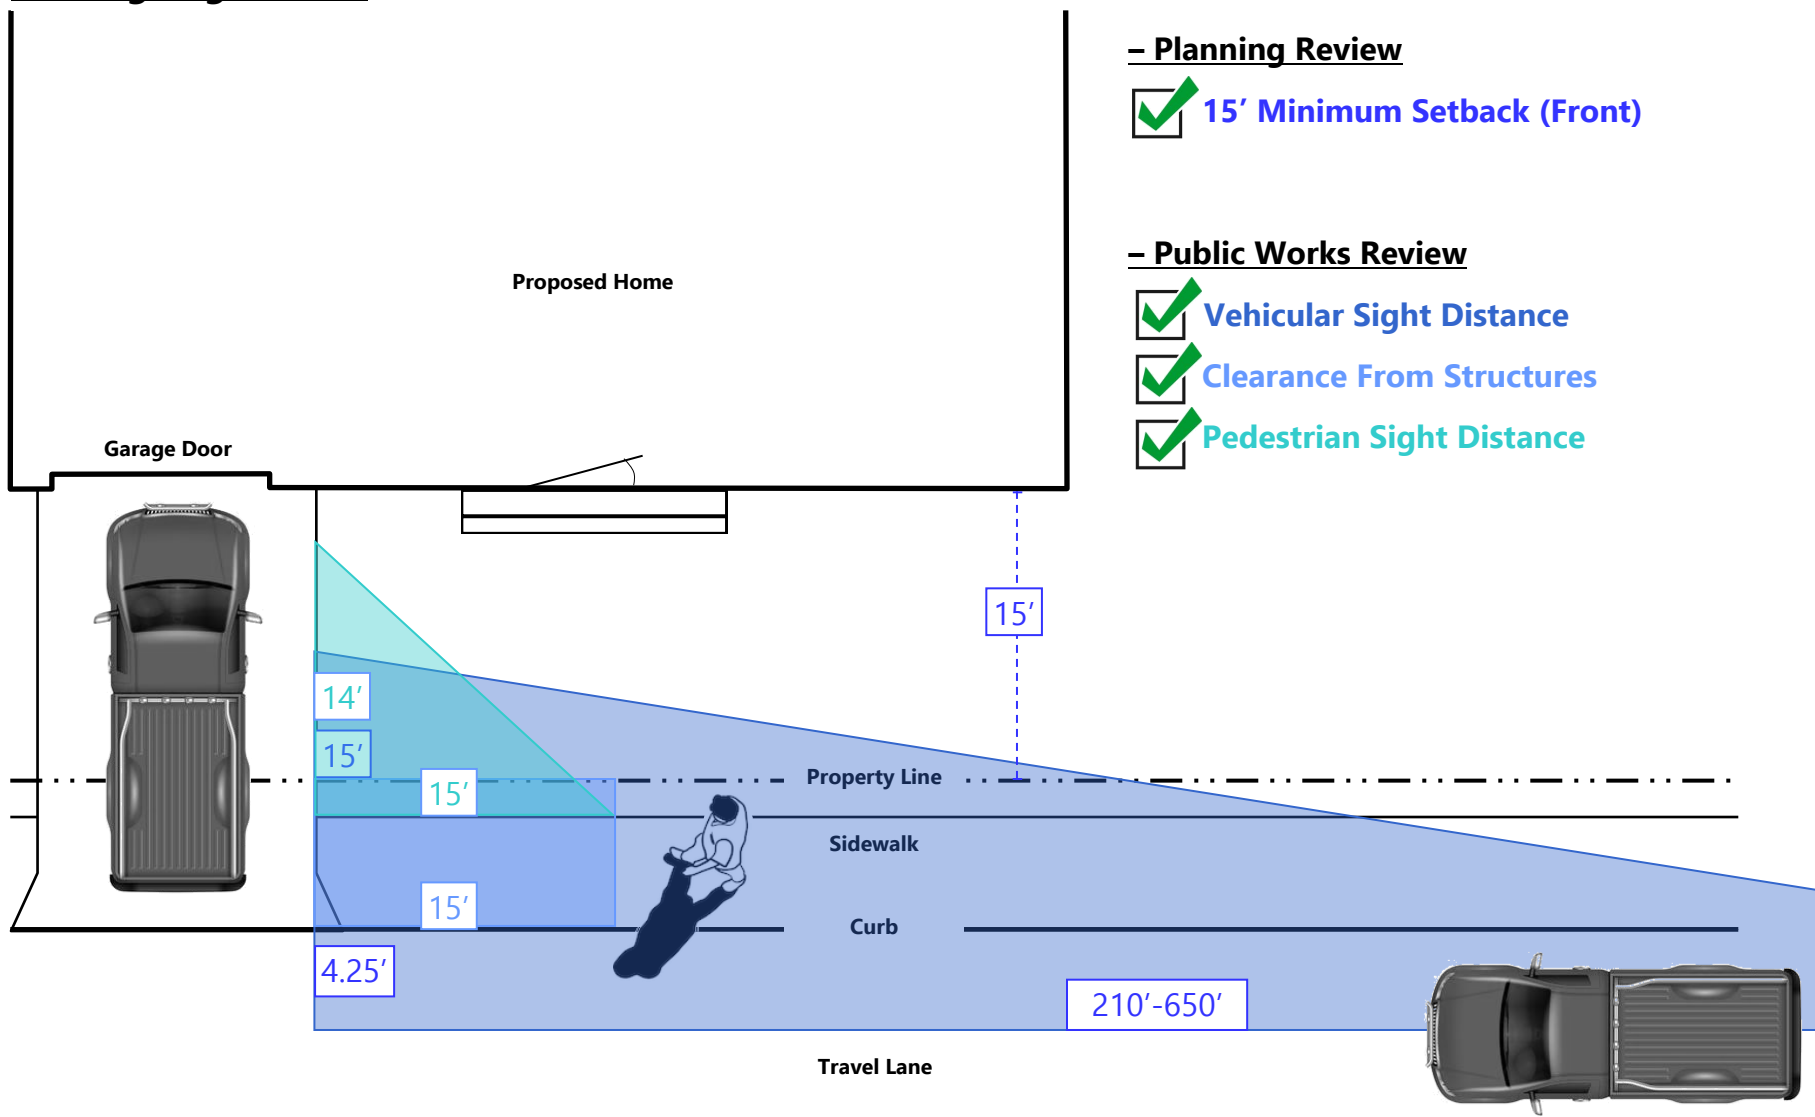 – Planning Review
15’ Minimum Setback (Front)
– Public Works Review
Vehicular Sight Distance
Clearance From Structures
Pedestrian Sight Distance
Proposed Home
Garage Door
15’
14’
15’
15’
Property Line
Sidewalk
15’
Curb
4.25’
210’-650’
Travel Lane